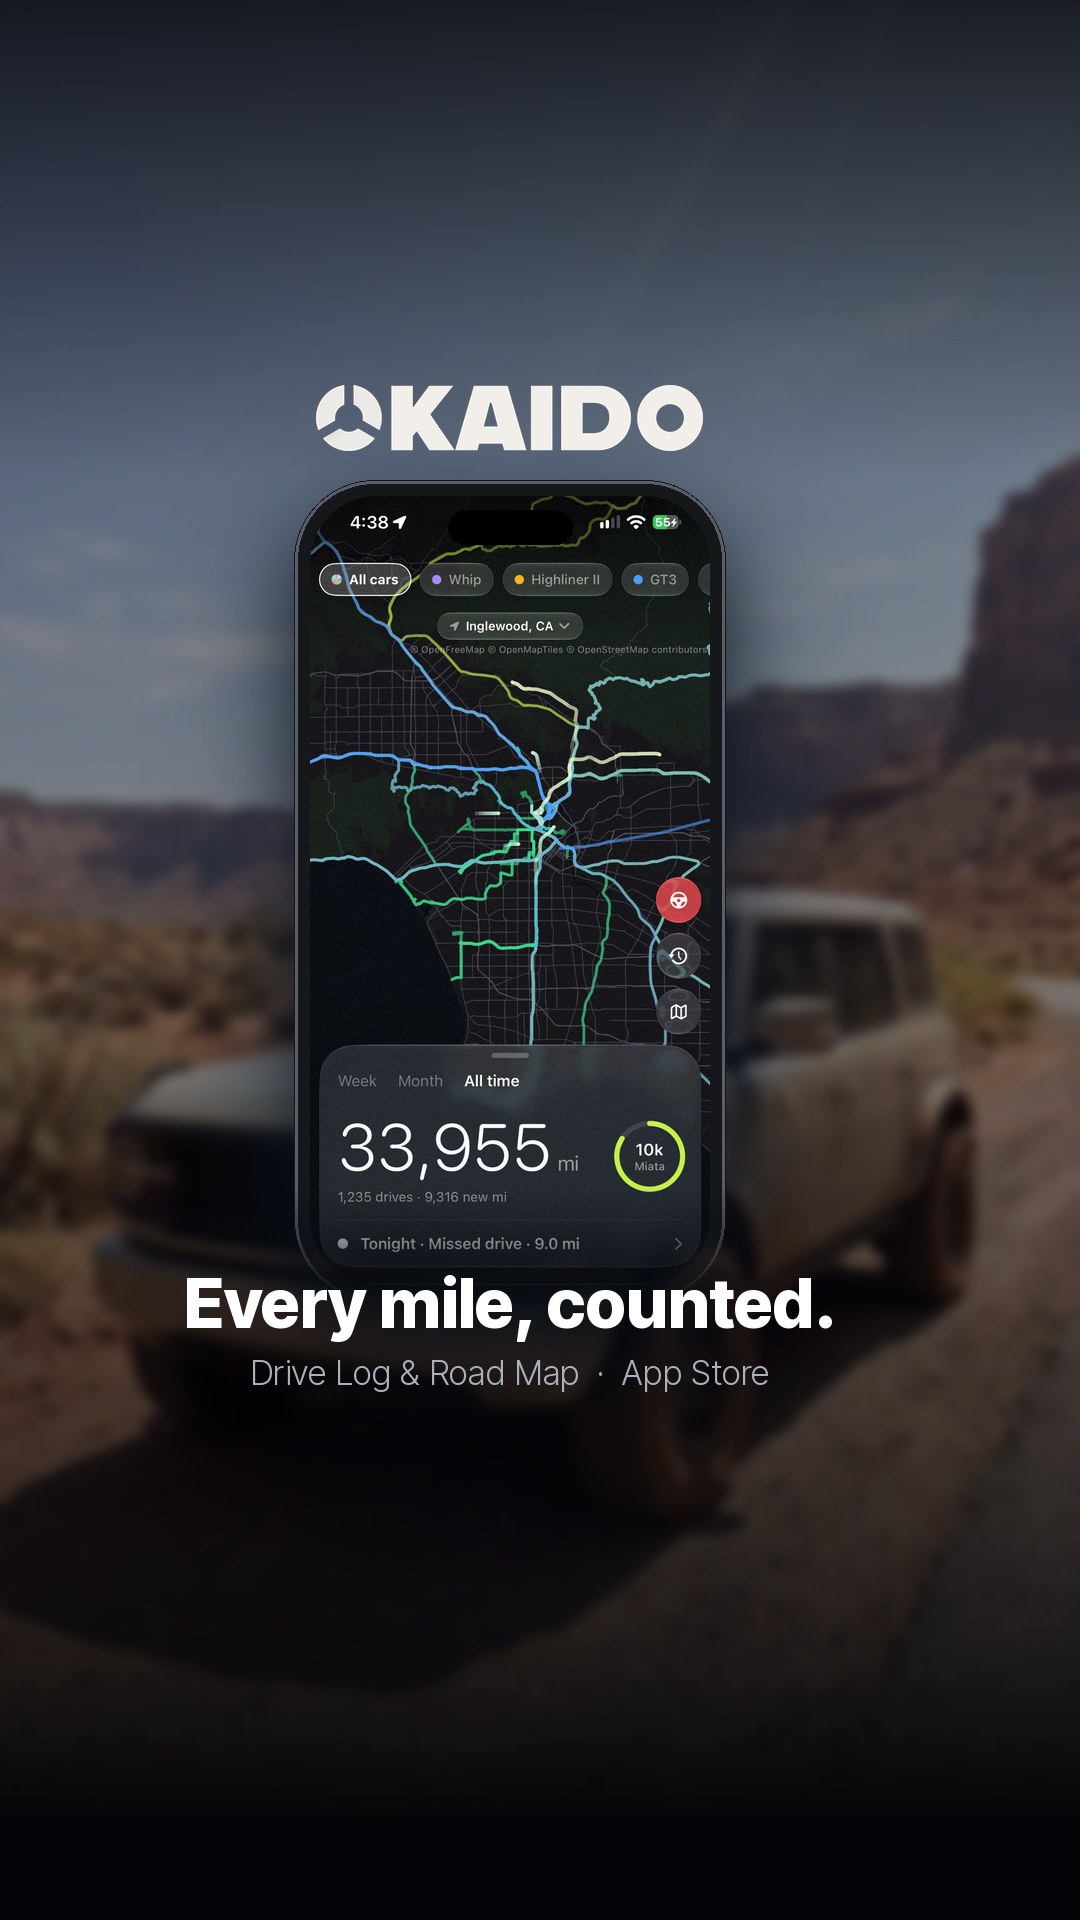 KAIDO
4:38
55
All cars
Whip
Highliner II
GT3
Inglewood, CA
© OpenFreeMap © OpenMapTiles © OpenStreetMap contributors
Week Month All time
33,955 mi
10k
Miata
1,235 drives · 9,316 new mi
Tonight · Missed drive · 9.0 mi
Every mile, counted.
Drive Log & Road Map · App Store